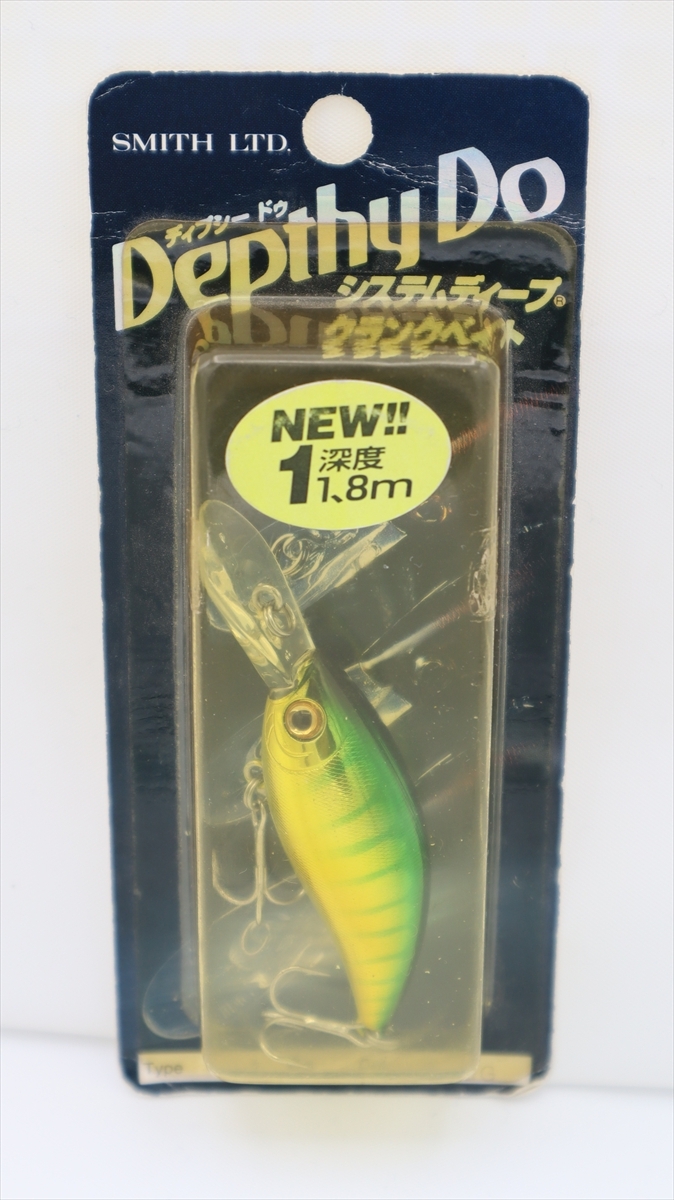 SMITH LTD.
ディプシー ドゥ
Depthy Do
システムディープ®
クランクベイト
NEW!!
1 深度
1、8m
Type